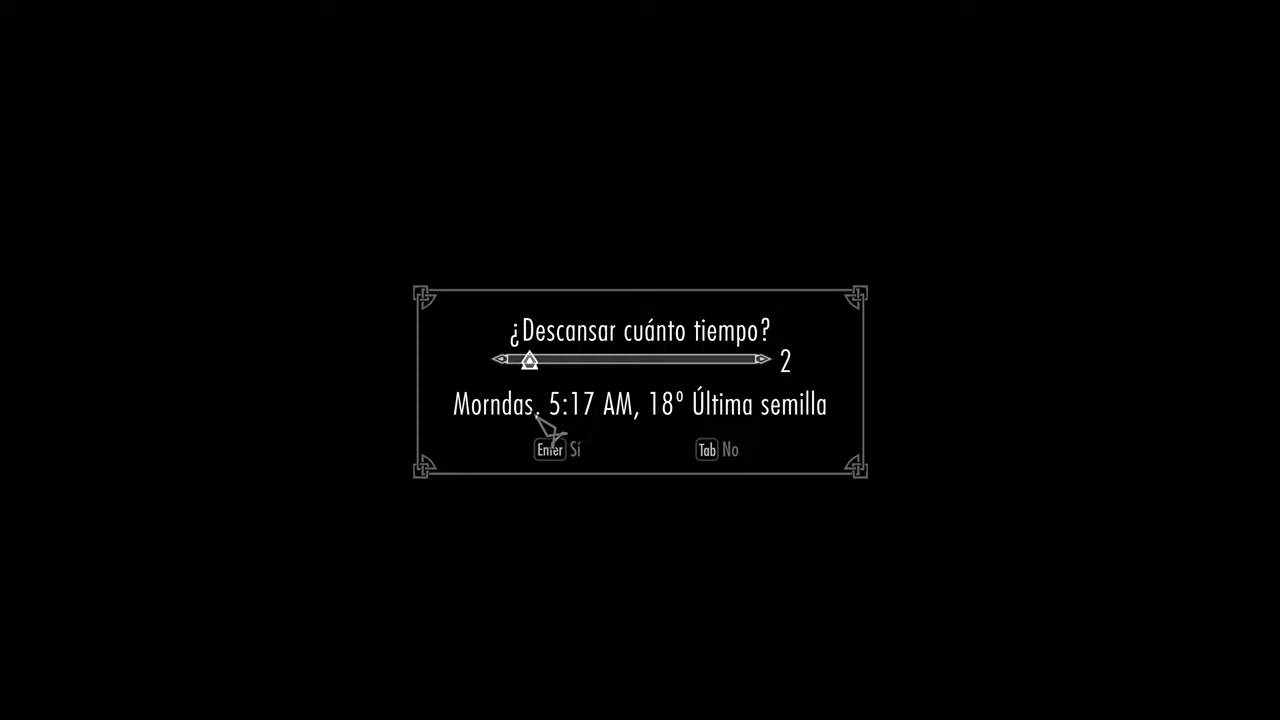 ¿Descansar cuánto tiempo?
2
Morndas, 5:17 AM, 18º Última semilla
Enter Sí
Tab No